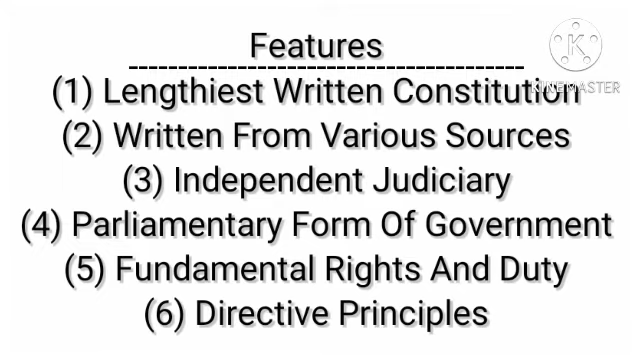 Features
(1) Lengthiest Written Constitution
(2) Written From Various Sources
(3) Independent Judiciary
(4) Parliamentary Form Of Government
(5) Fundamental Rights And Duty
(6) Directive Principles
K
KINEMASTER